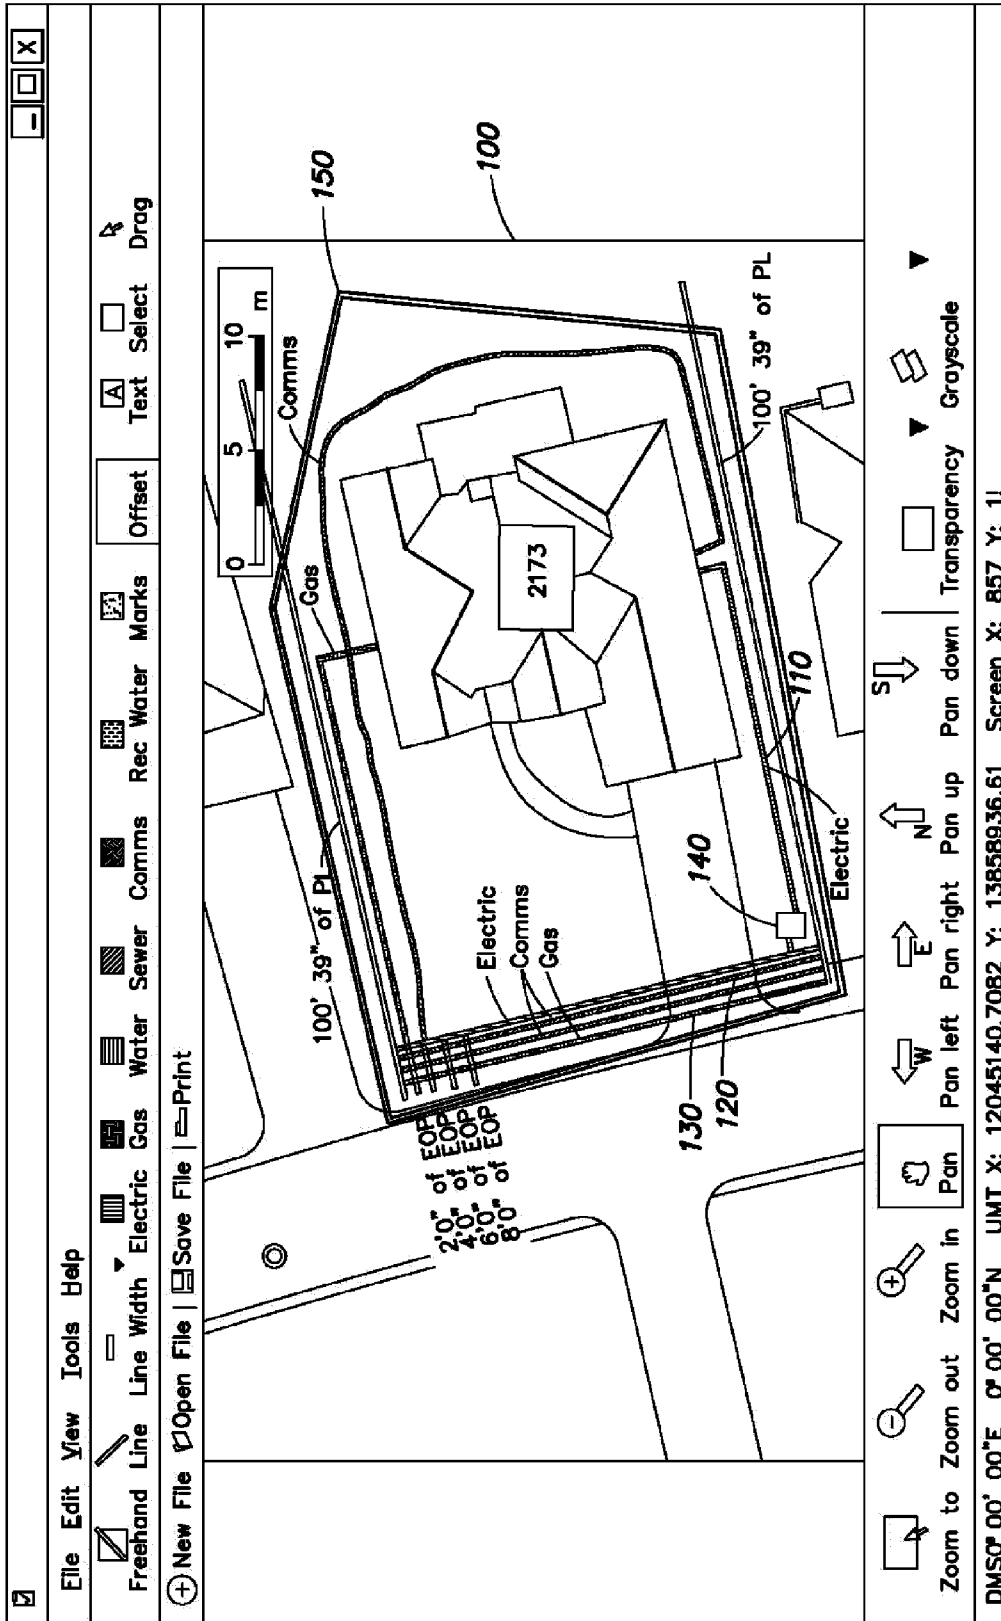 File Edit View Tools Help
Freehand Line Line Width Electric Gas Water Sewer Comms Rec Water Marks Offset Text Select Drag
A
New File Open File | Save File | Print
0 5 10
m
150
100
Comms
Gas
100' 39" of PL
2'0" of EOP
4'0" of EOP
6'0" of EOP
8'0" of EOP
Electric
Comms
Gas
2173
140
130
120
110
Electric
100' 39" of PL
W E N S
Zoom to Zoom out Zoom in Pan Pan left Pan right Pan up Pan down Transparency Grayscale
DMS0° 00' 00"E 0° 00' 00"N UMT X: 12045140.7082 Y: 13858936.61 Screen X: 857 Y: 11